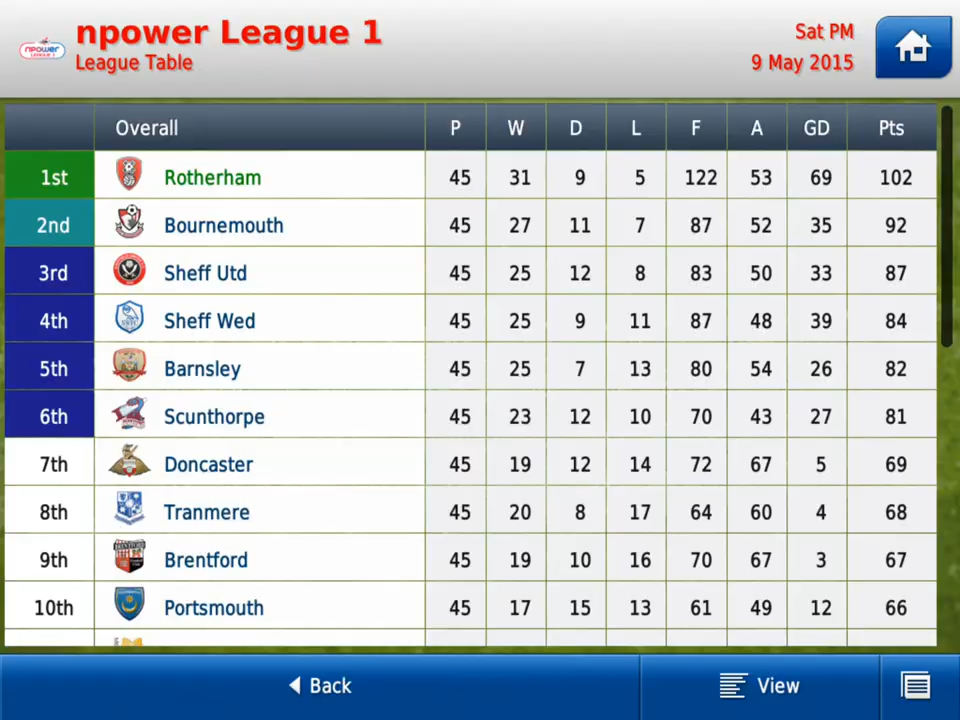 npower League 1
League Table
Sat PM
9 May 2015
npower
Overall P W D L F A GD Pts
1st Rotherham 45 31 9 5 122 53 69 102
2nd Bournemouth 45 27 11 7 87 52 35 92
3rd Sheff Utd 45 25 12 8 83 50 33 87
4th Sheff Wed 45 25 9 11 87 48 39 84
5th Barnsley 45 25 7 13 80 54 26 82
6th Scunthorpe 45 23 12 10 70 43 27 81
7th Doncaster 45 19 12 14 72 67 5 69
8th Tranmere 45 20 8 17 64 60 4 68
9th Brentford 45 19 10 16 70 67 3 67
10th Portsmouth 45 17 15 13 61 49 12 66
Back View